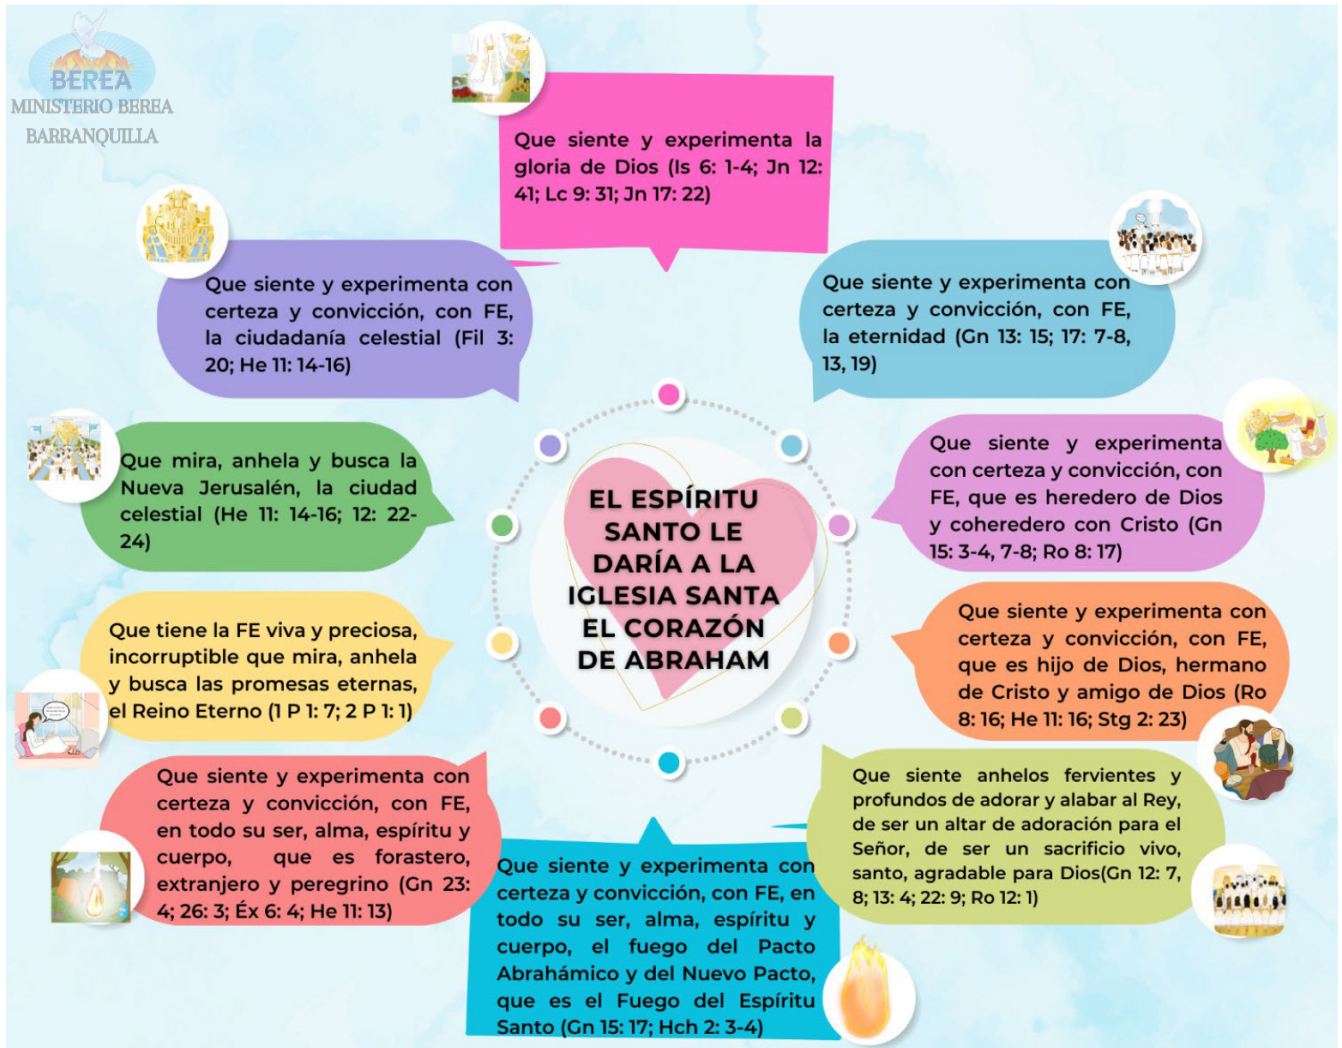 BEREA
MINISTERIO BEREA
BARRANQUILLA
Que siente y experimenta la
gloria de Dios (Is 6: 1-4; Jn 12:
41; Lc 9: 31; Jn 17: 22)
Que siente y experimenta con
certeza y convicción, con FE,
la ciudadanía celestial (Fil 3:
20; He 11: 14-16)
Que siente y experimenta con
certeza y convicción, con FE,
la eternidad (Gn 13: 15; 17: 7-8,
13, 19)
Que mira, anhela y busca la
Nueva Jerusalén, la ciudad
celestial (He 11: 14-16; 12: 22-
24)
Que siente y experimenta
con certeza y convicción, con
FE, que es heredero de Dios
y coheredero con Cristo (Gn
15: 3-4, 7-8; Ro 8: 17)
EL ESPÍRITU
SANTO LE
DARÍA A LA
IGLESIA SANTA
EL CORAZÓN
DE ABRAHAM
Que tiene la FE viva y preciosa,
incorruptible que mira, anhela
y busca las promesas eternas,
el Reino Eterno (1 P 1: 7; 2 P 1: 1)
Que siente y experimenta con
certeza y convicción, con FE,
que es hijo de Dios, hermano
de Cristo y amigo de Dios (Ro
8: 16; He 11: 16; Stg 2: 23)
Que siente y experimenta con
certeza y convicción, con FE,
en todo su ser, alma, espíritu y
cuerpo, que es forastero,
extranjero y peregrino (Gn 23:
4; 26: 3; Éx 6: 4; He 11: 13)
Que siente anhelos fervientes y
profundos de adorar y alabar al Rey,
de ser un altar de adoración para el
Señor, de ser un sacrificio vivo,
santo, agradable para Dios(Gn 12: 7,
8; 13: 4; 22: 9; Ro 12: 1)
Que siente y experimenta con
certeza y convicción, con FE, en
todo su ser, alma, espíritu y
cuerpo, el fuego del Pacto
Abrahámico y del Nuevo Pacto,
que es el Fuego del Espíritu
Santo (Gn 15: 17; Hch 2: 3-4)